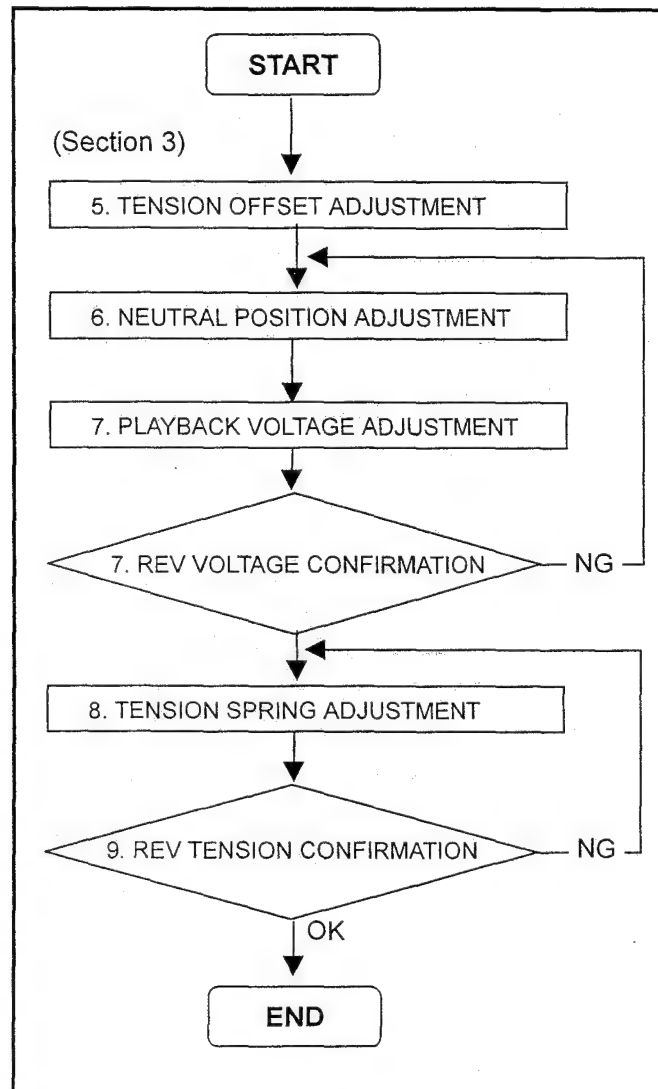 START
(Section 3)
5. TENSION OFFSET ADJUSTMENT
6. NEUTRAL POSITION ADJUSTMENT
7. PLAYBACK VOLTAGE ADJUSTMENT
7. REV VOLTAGE CONFIRMATION
NG
8. TENSION SPRING ADJUSTMENT
9. REV TENSION CONFIRMATION
NG
OK
END